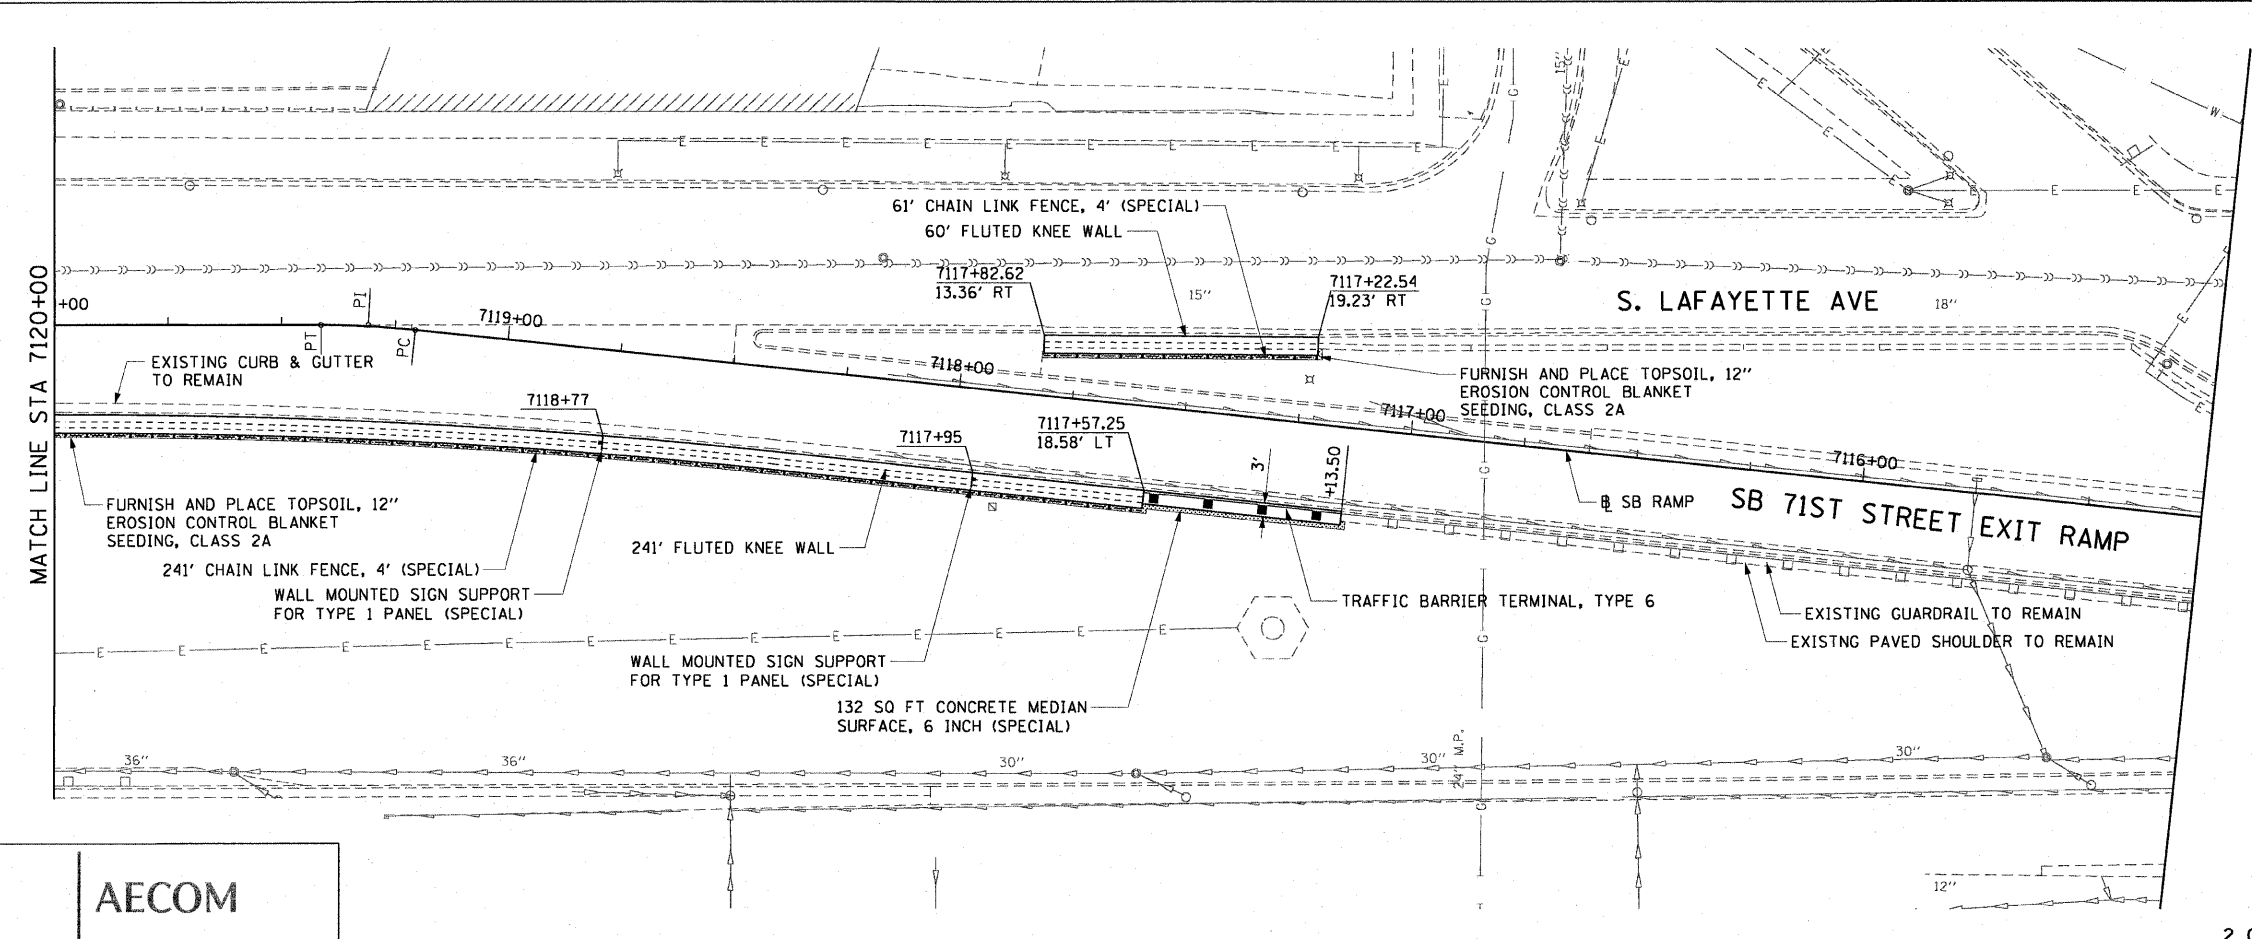 61' CHAIN LINK FENCE, 4' (SPECIAL)
60' FLUTED KNEE WALL
7117+82.62
13.36' RT
15"
7117+22.54
19.23' RT
S. LAFAYETTE AVE
18"
15"
MATCH LINE STA 7120+00
+00
PI
PT
PC
7119+00
7118+00
7117+00
7116+00
EXISTING CURB & GUTTER
TO REMAIN
FURNISH AND PLACE TOPSOIL, 12"
EROSION CONTROL BLANKET
SEEDING, CLASS 2A
7118+77
7117+95
7117+57.25
18.58' LT
3'
+13.50
℄ SB RAMP
SB 71ST STREET EXIT RAMP
FURNISH AND PLACE TOPSOIL, 12"
EROSION CONTROL BLANKET
SEEDING, CLASS 2A
241' FLUTED KNEE WALL
241' CHAIN LINK FENCE, 4' (SPECIAL)
WALL MOUNTED SIGN SUPPORT
FOR TYPE 1 PANEL (SPECIAL)
TRAFFIC BARRIER TERMINAL, TYPE 6
EXISTING GUARDRAIL TO REMAIN
EXISTNG PAVED SHOULDER TO REMAIN
WALL MOUNTED SIGN SUPPORT
FOR TYPE 1 PANEL (SPECIAL)
132 SQ FT CONCRETE MEDIAN
SURFACE, 6 INCH (SPECIAL)
36"
36"
30"
30"
24" M.P.
30"
12"
AECOM